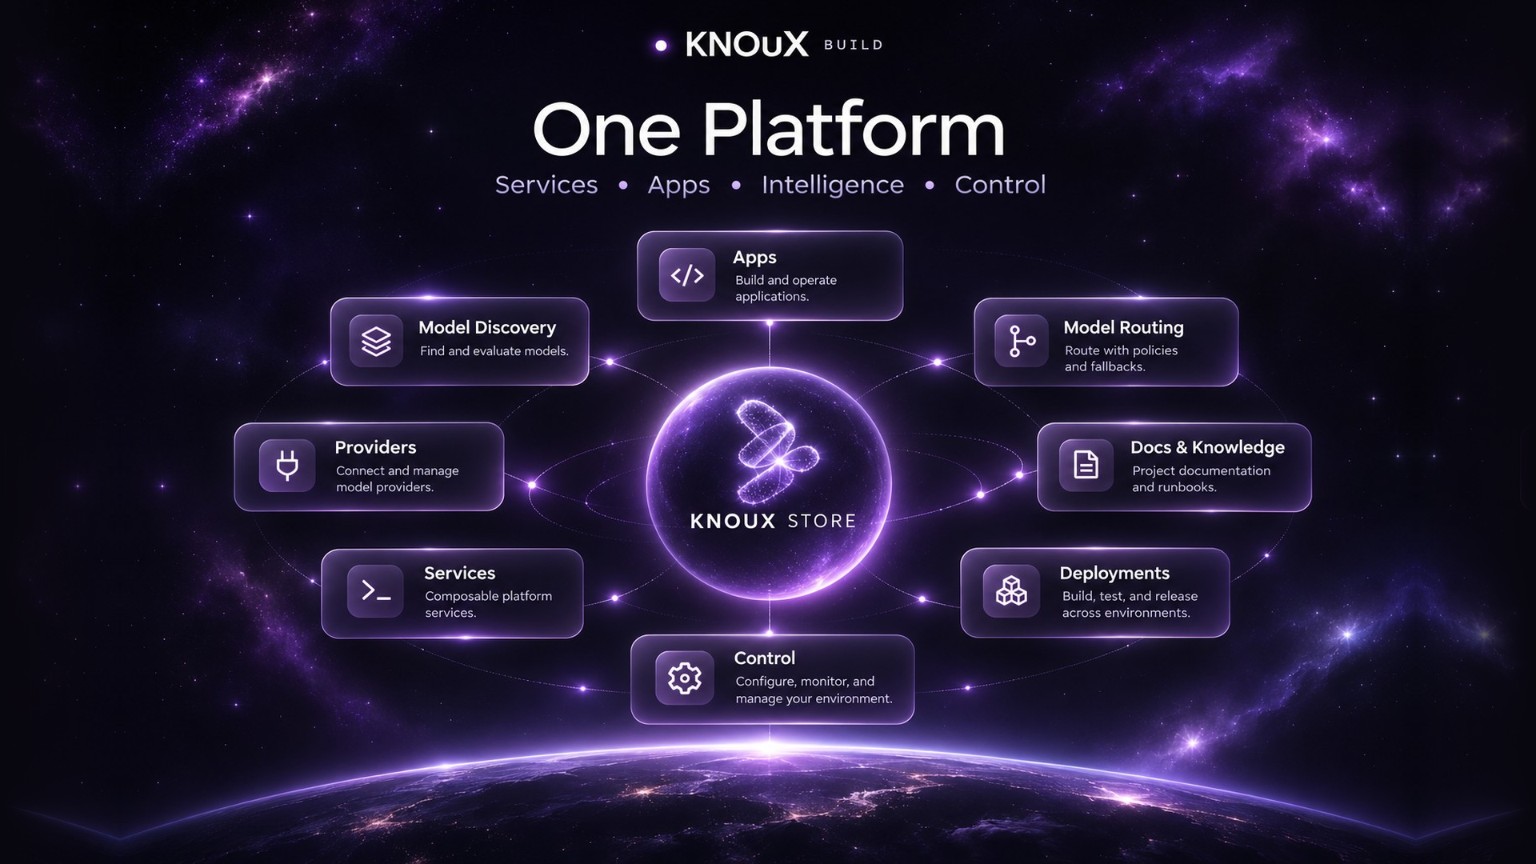 KNOuX BUILD
One Platform
Services • Apps • Intelligence • Control
Apps
Build and operate
applications.
Model Discovery
Find and evaluate models.
Model Routing
Route with policies
and fallbacks.
Providers
Connect and manage
model providers.
Docs & Knowledge
Project documentation
and runbooks.
KNOUX STORE
Services
Composable platform
services.
Deployments
Build, test, and release
across environments.
Control
Configure, monitor, and
manage your environment.